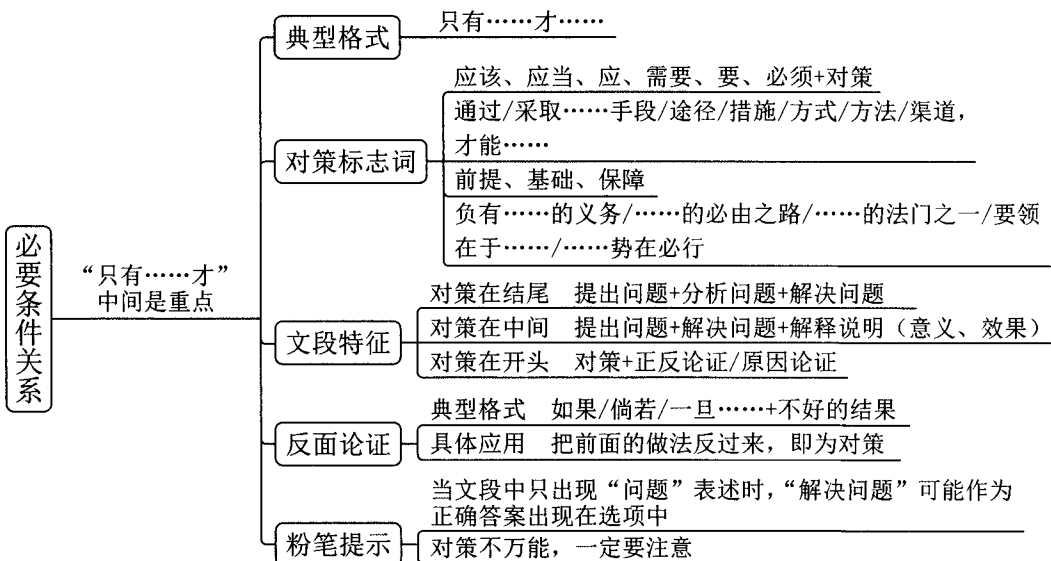 必要条件关系
“只有……才”
中间是重点
典型格式
只有……才……
对策标志词
应该、应当、应、需要、要、必须+对策
通过/采取……手段/途径/措施/方式/方法/渠道，
才能……
前提、基础、保障
负有……的义务/……的必由之路/……的法门之一/要领
在于……/……势在必行
文段特征
对策在结尾 提出问题+分析问题+解决问题
对策在中间 提出问题+解决问题+解释说明（意义、效果）
对策在开头 对策+正反论证/原因论证
反面论证
典型格式 如果/倘若/一旦……+不好的结果
具体应用 把前面的做法反过来，即为对策
粉笔提示
当文段中只出现“问题”表述时，“解决问题”可能作为
正确答案出现在选项中
对策不万能，一定要注意